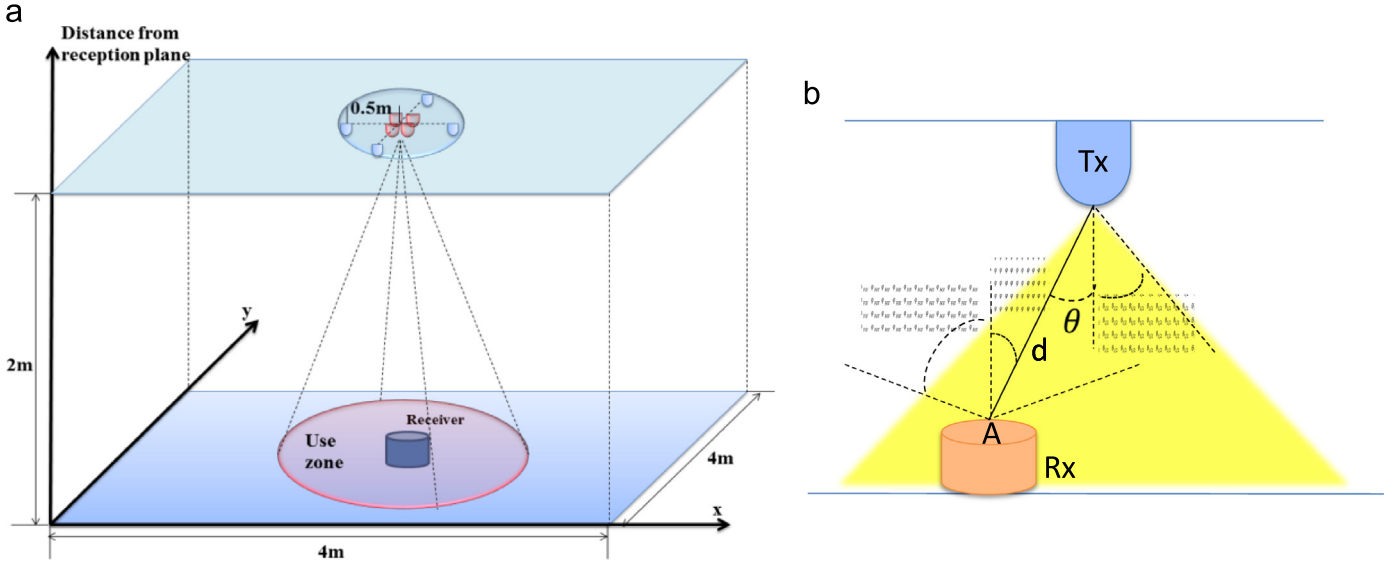 a
Distance from
reception plane
0.5m
y
2m
Receiver
Use
zone
4m
x
4m
b
Tx
θ
d
A
Rx